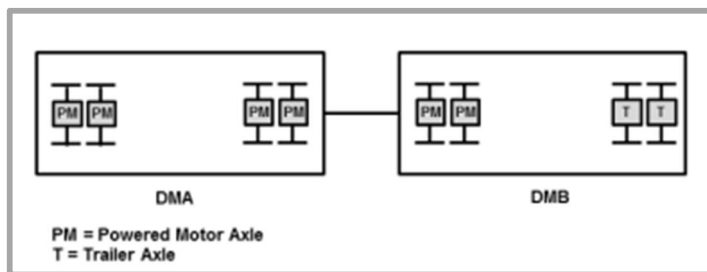 PM PM PM PM PM PM T T
DMA DMB
PM = Powered Motor Axle
T = Trailer Axle